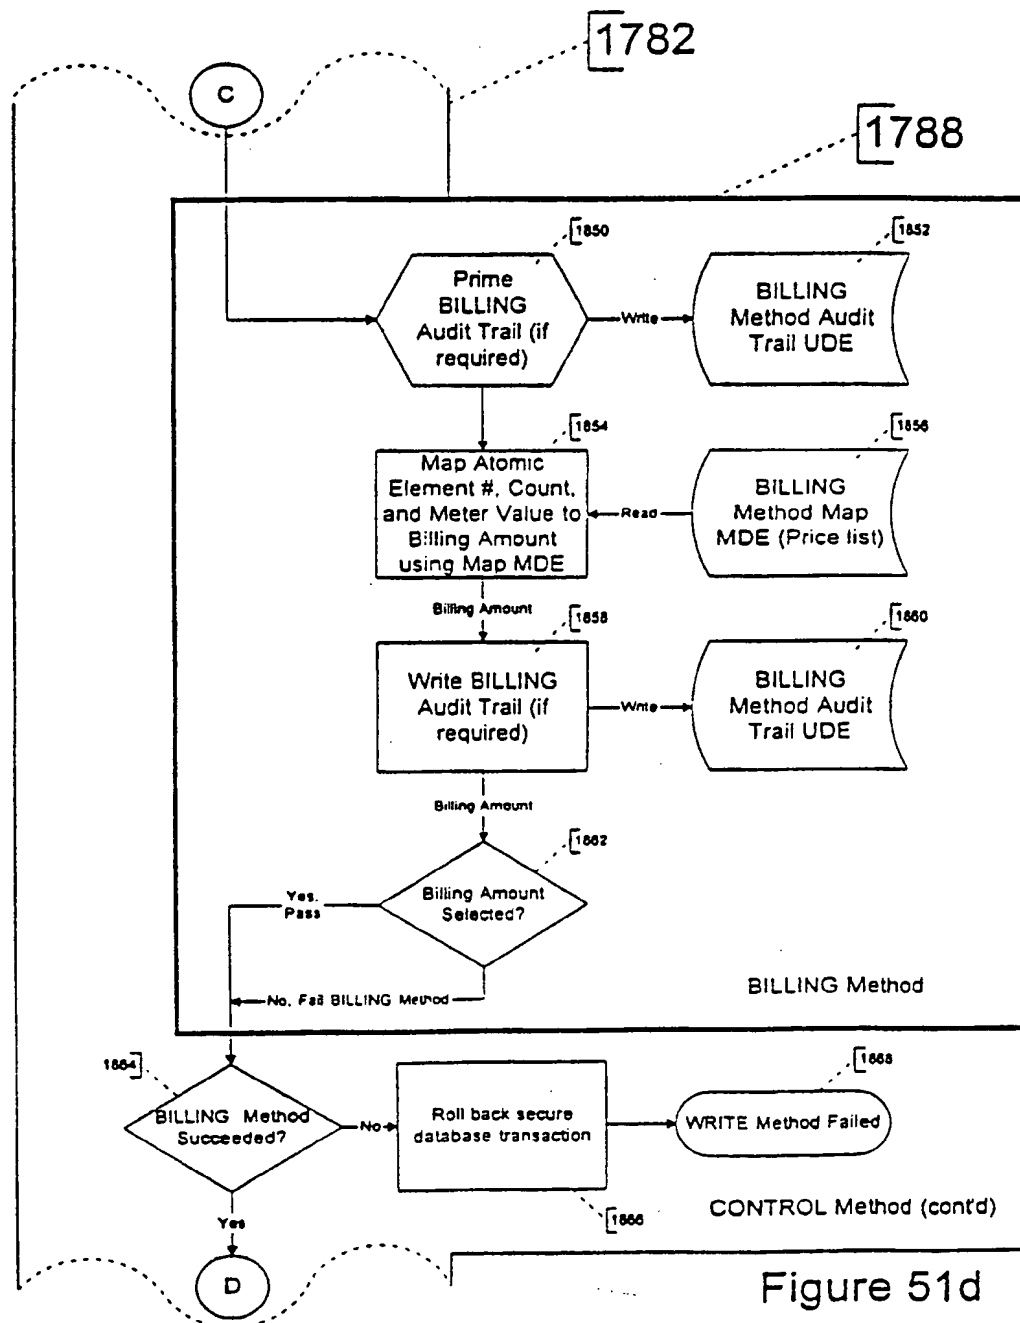 1782
C
1788
1850
Prime
BILLING
Audit Trail (if
required)
Write
1852
BILLING
Method Audit
Trail UDE
1854
Map Atomic
Element #, Count,
and Meter Value to
Billing Amount
using Map MDE
Read
1856
BILLING
Method Map
MDE (Price list)
Billing Amount
1858
Write BILLING
Audit Trail (if
required)
Write
1860
BILLING
Method Audit
Trail UDE
Billing Amount
1862
Billing Amount
Selected?
Yes,
Pass
No, Fail BILLING Method
BILLING Method
1864
BILLING Method
Succeeded?
No
Roll back secure
database transaction
1866
1868
WRITE Method Failed
CONTROL Method (cont'd)
Yes
D
Figure 51d